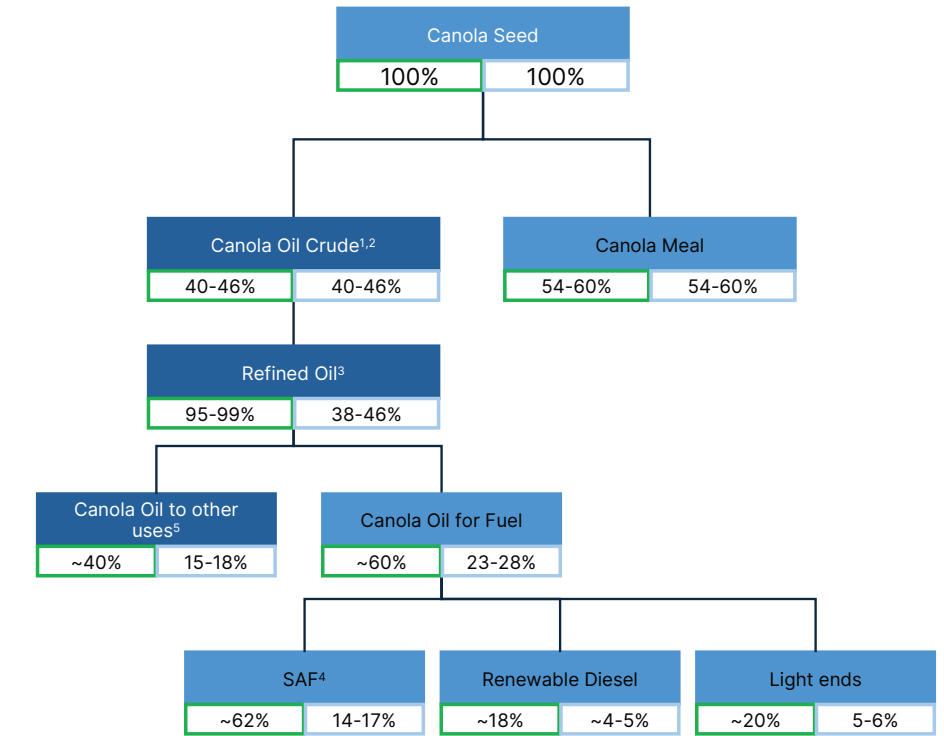 Canola Seed
100% 100%
Canola Oil Crude¹,² Canola Meal
40-46% 40-46% 54-60% 54-60%
Refined Oil³
95-99% 38-46%
Canola Oil to other
uses⁵
Canola Oil for Fuel
~40% 15-18% ~60% 23-28%
SAF⁴ Renewable Diesel Light ends
~62% 14-17% ~18% ~4-5% ~20% 5-6%